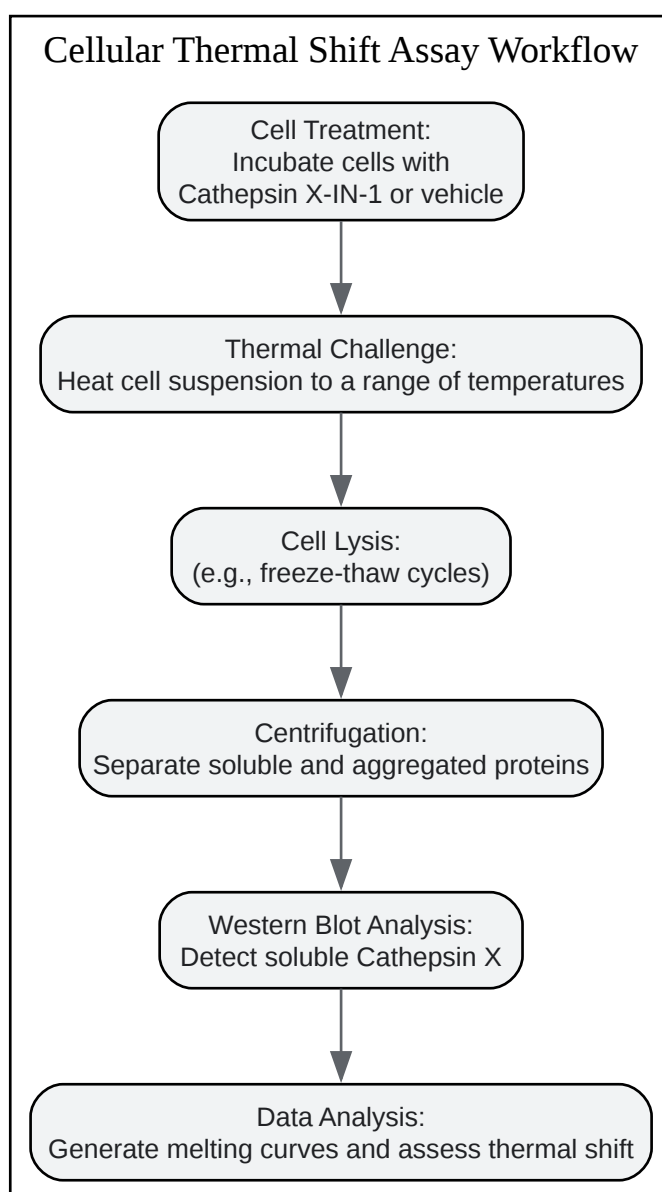 Cellular Thermal Shift Assay Workflow
Cell Treatment:
Incubate cells with
Cathepsin X-IN-1 or vehicle
Thermal Challenge:
Heat cell suspension to a range of temperatures
Cell Lysis:
(e.g., freeze-thaw cycles)
Centrifugation:
Separate soluble and aggregated proteins
Western Blot Analysis:
Detect soluble Cathepsin X
Data Analysis:
Generate melting curves and assess thermal shift